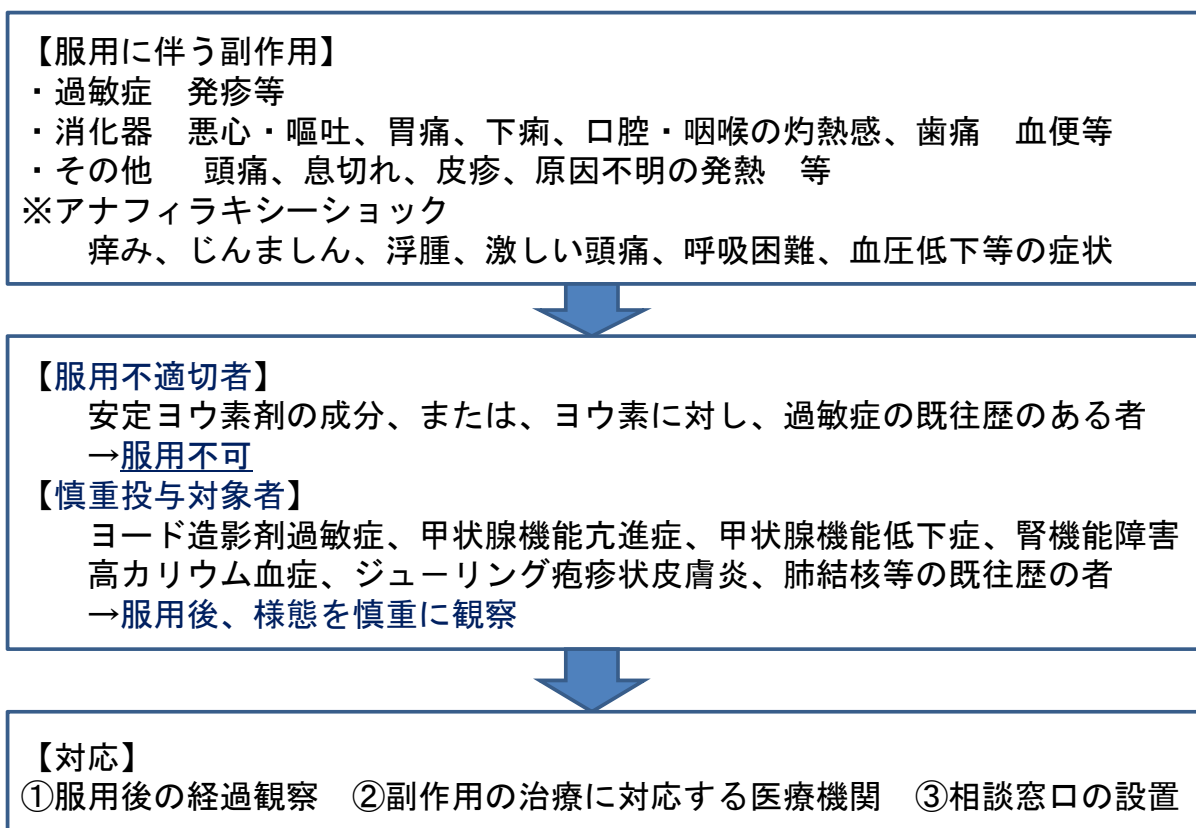 【服用に伴う副作用】
・過敏症　発疹等
・消化器　悪心・嘔吐、胃痛、下痢、口腔・咽喉の灼熱感、歯痛　血便等
・その他　 頭痛、息切れ、皮疹、原因不明の発熱　等
※アナフィラキシーショック
　　痒み、じんましん、浮腫、激しい頭痛、呼吸困難、血圧低下等の症状
【服用不適切者】
　　安定ヨウ素剤の成分、または、ヨウ素に対し、過敏症の既往歴のある者
　　→服用不可
【慎重投与対象者】
　　ヨード造影剤過敏症、甲状腺機能亢進症、甲状腺機能低下症、腎機能障害
　　高カリウム血症、ジューリング疱疹状皮膚炎、肺結核等の既往歴の者
　　→服用後、様態を慎重に観察
【対応】
①服用後の経過観察　②副作用の治療に対応する医療機関　③相談窓口の設置